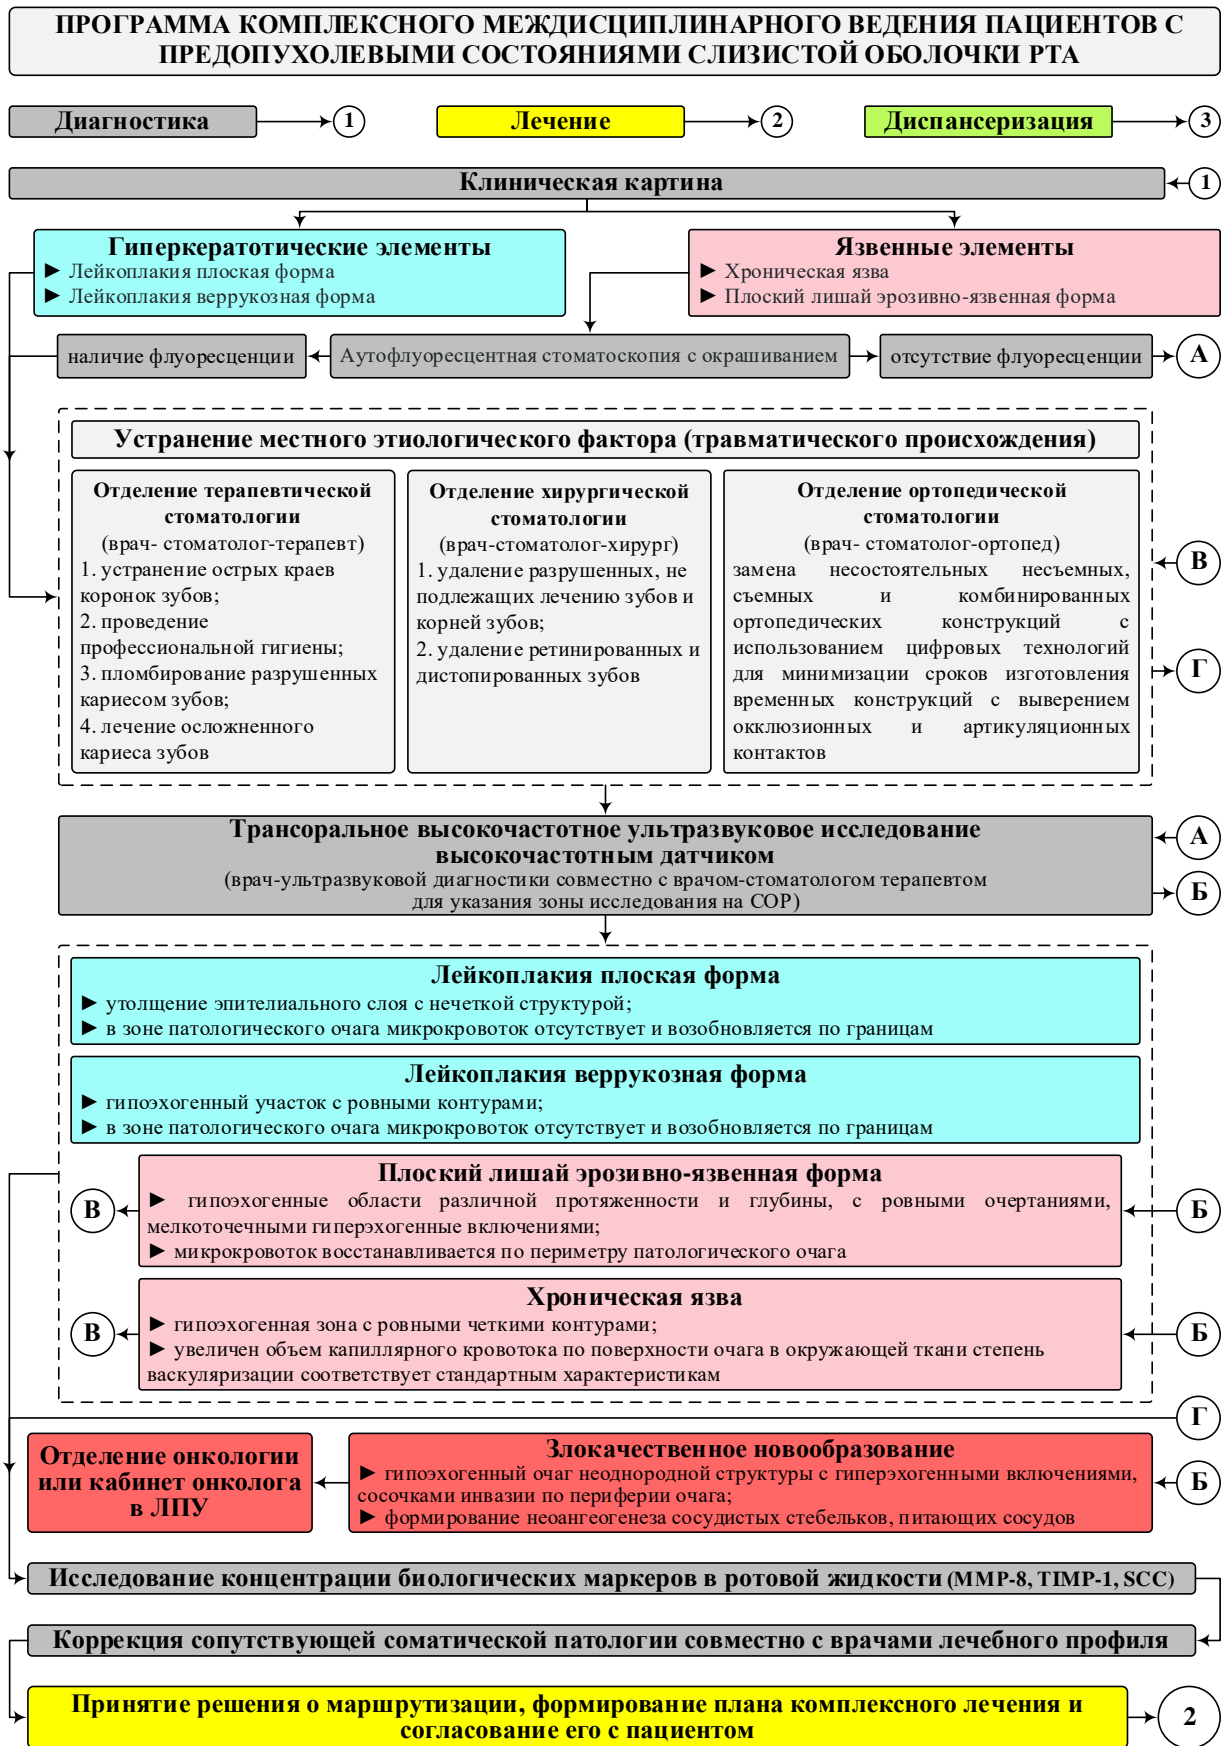 ПРОГРАММА КОМПЛЕКСНОГО МЕЖДИСЦИПЛИНАРНОГО ВЕДЕНИЯ ПАЦИЕНТОВ С
ПРЕДОПУХОЛЕВЫМИ СОСТОЯНИЯМИ СЛИЗИСТОЙ ОБОЛОЧКИ РТА
Диагностика
1
Лечение
2
Диспансеризация
3
Клиническая картина
1
Гиперкератотические элементы
► Лейкоплакия плоская форма
► Лейкоплакия веррукозная форма
Язвенные элементы
► Хроническая язва
► Плоский лишай эрозивно-язвенная форма
наличие флуоресценции
Аутофлуоресцентная стоматоскопия с окрашиванием
отсутствие флуоресценции
А
Устранение местного этиологического фактора (травматического происхождения)
Отделение терапевтической
стоматологии
(врач- стоматолог-терапевт)
1. устранение острых краев
коронок зубов;
2. проведение
профессиональной гигиены;
3. пломбирование разрушенных
кариесом зубов;
4. лечение осложненного
кариеса зубов
Отделение хирургической
стоматологии
(врач-стоматолог-хирург)
1. удаление разрушенных, не
подлежащих лечению зубов и
корней зубов;
2. удаление ретинированных и
дистопированных зубов
Отделение ортопедической
стоматологии
(врач- стоматолог-ортопед)
замена несостоятельных несъемных,
съемных и комбинированных
ортопедических конструкций с
использованием цифровых технологий
для минимизации сроков изготовления
временных конструкций с выверением
окклюзионных и артикуляционных
контактов
В
Г
Трансоральное высокочастотное ультразвуковое исследование
высокочастотным датчиком
(врач-ультразвуковой диагностики совместно с врачом-стоматологом терапевтом
для указания зоны исследования на СОР)
А
Б
Лейкоплакия плоская форма
► утолщение эпителиального слоя с нечеткой структурой;
► в зоне патологического очага микрокровоток отсутствует и возобновляется по границам
Лейкоплакия веррукозная форма
► гипоэхогенный участок с ровными контурами;
► в зоне патологического очага микрокровоток отсутствует и возобновляется по границам
Плоский лишай эрозивно-язвенная форма
► гипоэхогенные области различной протяженности и глубины, с ровными очертаниями,
мелкоточечными гиперэхогенные включениями;
► микрокровоток восстанавливается по периметру патологического очага
В
Б
Хроническая язва
► гипоэхогенная зона с ровными четкими контурами;
► увеличен объем капиллярного кровотока по поверхности очага в окружающей ткани степень
васкуляризации соответствует стандартным характеристикам
В
Б
Г
Отделение онкологии
или кабинет онколога
в ЛПУ
Злокачественное новообразование
► гипоэхогенный очаг неоднородной структуры с гиперэхогенными включениями,
сосочками инвазии по периферии очага;
► формирование неоангеогенеза сосудистых стебельков, питающих сосудов
Б
Исследование концентрации биологических маркеров в ротовой жидкости (MMP-8, TIMP-1, SCC)
Коррекция сопутствующей соматической патологии совместно с врачами лечебного профиля
Принятие решения о маршрутизации, формирование плана комплексного лечения и
согласование его с пациентом
2